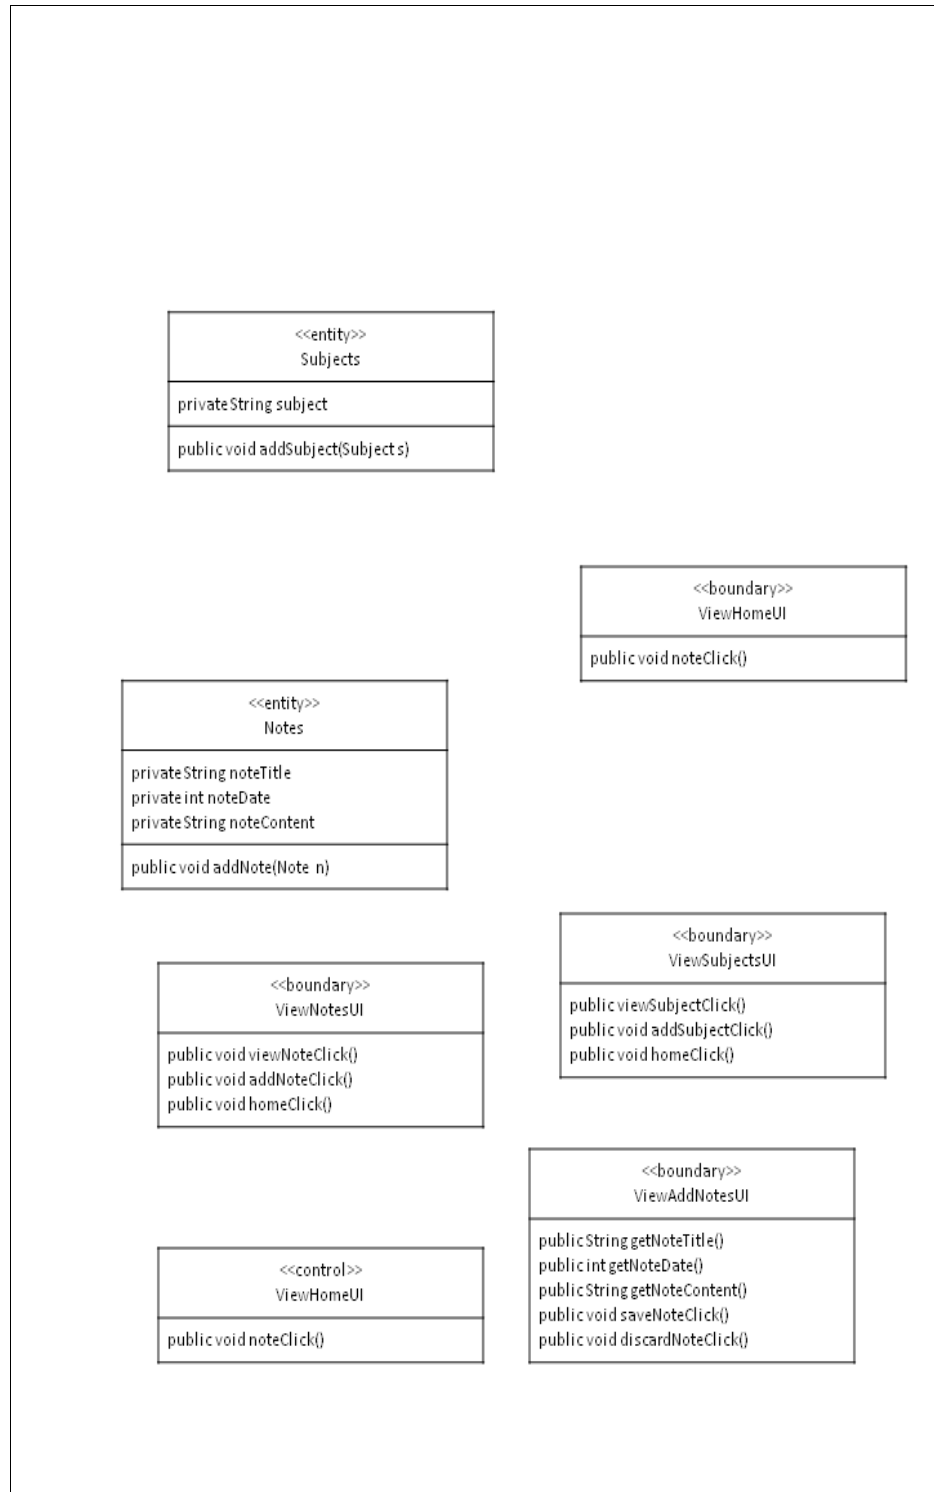 <<entity>>
Subjects
private String subject
public void addSubject(Subject s)
<<boundary>>
ViewHomeUI
public void noteClick()
<<entity>>
Notes
private String noteTitle
private int noteDate
private String noteContent
public void addNote(Note n)
<<boundary>>
ViewSubjectsUI
public viewSubjectClick()
public void addSubjectClick()
public void homeClick()
<<boundary>>
ViewNotesUI
public void viewNoteClick()
public void addNoteClick()
public void homeClick()
<<boundary>>
ViewAddNotesUI
public String getNoteTitle()
public int getNoteDate()
public String getNoteContent()
public void saveNoteClick()
public void discardNoteClick()
<<control>>
ViewHomeUI
public void noteClick()